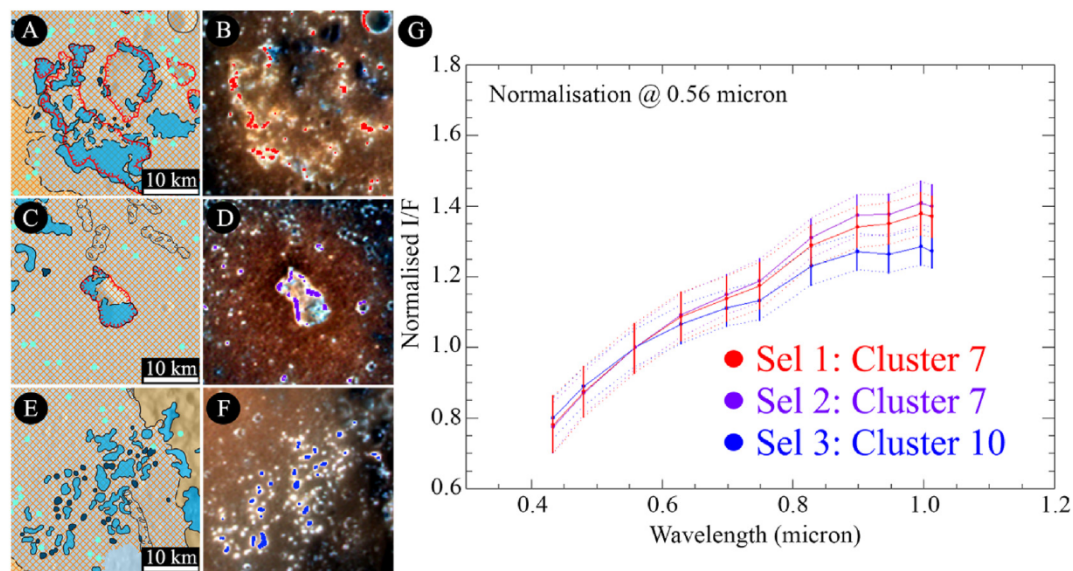 A
B
G
10 km
C
D
10 km
E
F
10 km
1.8
1.6
1.4
1.2
1.0
0.8
0.6
Normalised I/F
Normalisation @ 0.56 micron
Sel 1: Cluster 7
Sel 2: Cluster 7
Sel 3: Cluster 10
0.4
0.6
0.8
1.0
1.2
Wavelength (micron)